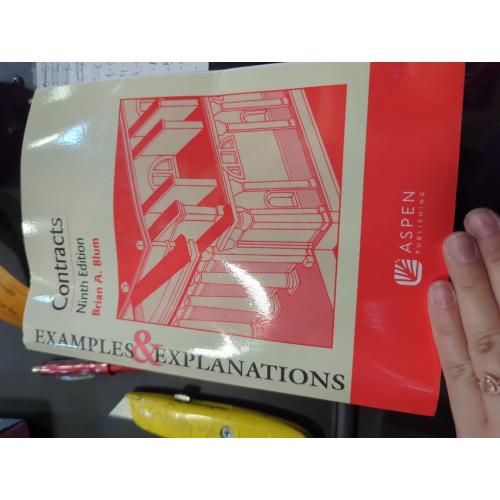 Contracts
Ninth Edition
Brian A. Blum
EXAMPLES & EXPLANATIONS
ASPEN
PUBLISHING